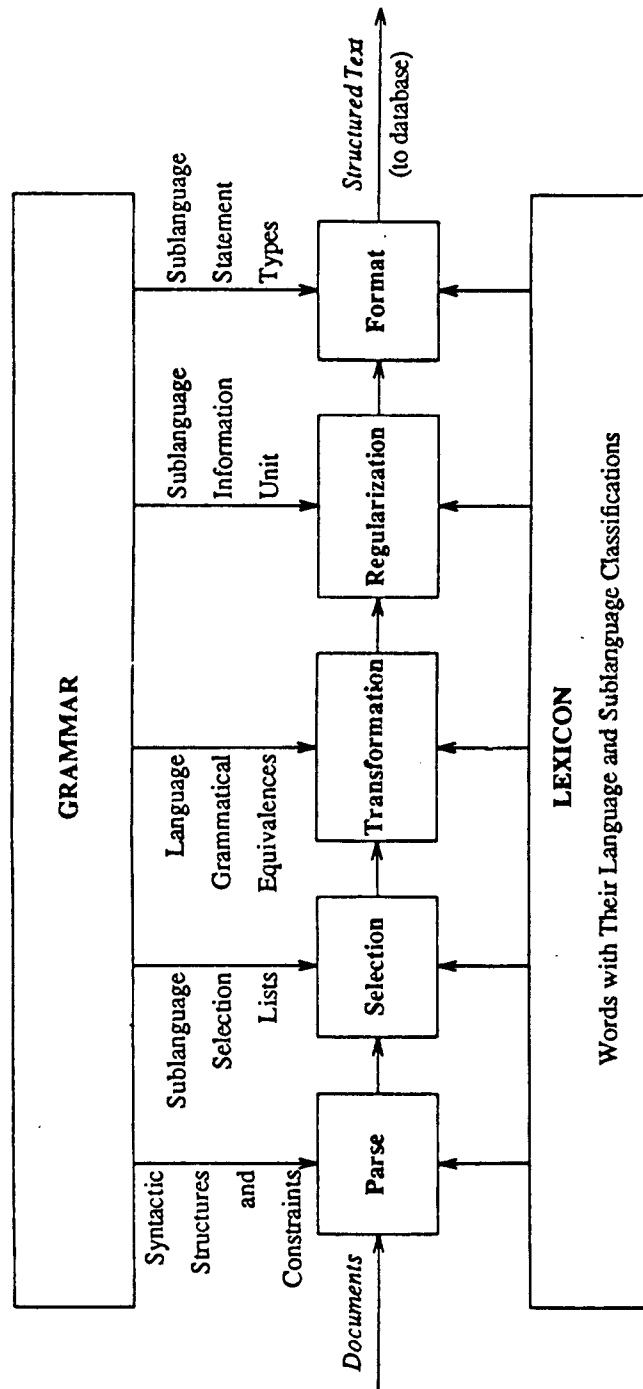 GRAMMAR
Syntactic
Structures
and
Constraints
Sublanguage
Selection
Lists
Language
Grammatical
Equivalences
Sublanguage
Information
Unit
Sublanguage
Statement
Types
Documents
Parse
Selection
Transformation
Regularization
Format
Structured Text
(to database)
LEXICON
Words with Their Language and Sublanguage Classifications